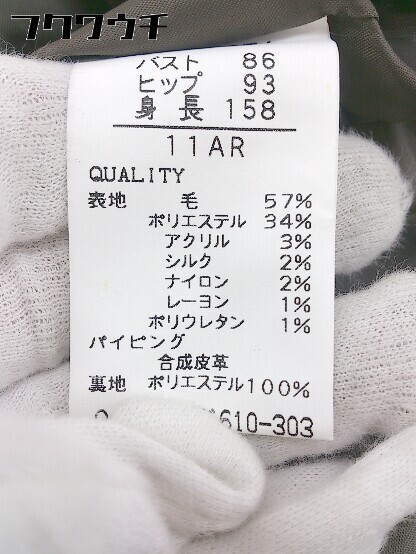 フクワウチ
バスト 86
ヒップ 93
身長 158
11AR
QUALITY
表地 毛 57%
ポリエステル 34%
アクリル 3%
シルク 2%
ナイロン 2%
レーヨン 1%
ポリウレタン 1%
パイピング
合成皮革
裏地 ポリエステル 100%
610-303